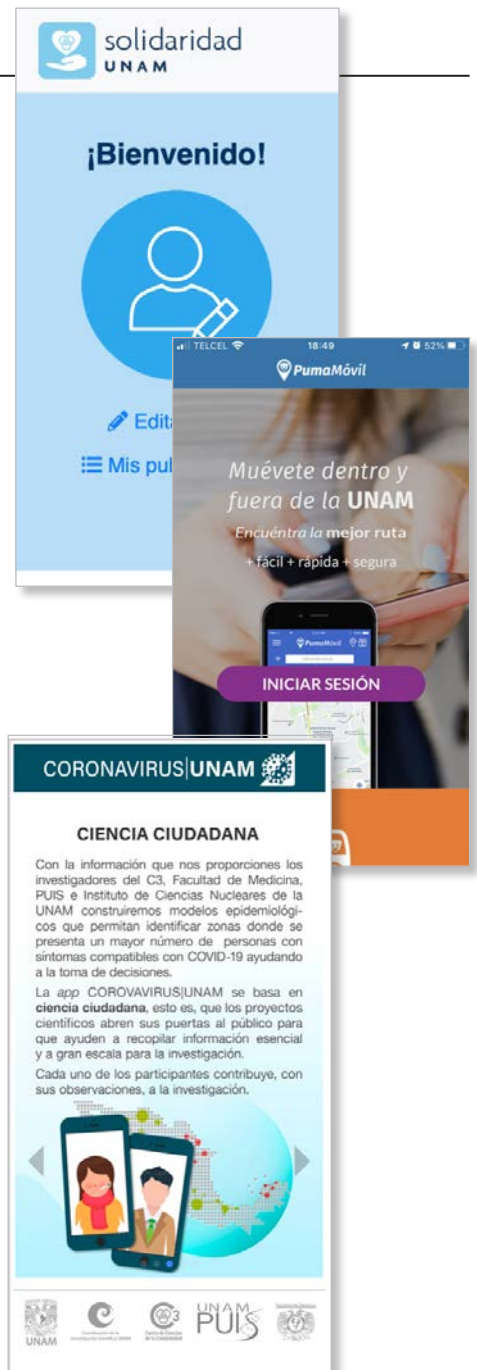 solidaridad
UNAM
¡Bienvenido!
Edita
Mis pub
TELCEL 18:49 52%
PumaMóvil
Muévete dentro y
fuera de la UNAM
Encuéntra la mejor ruta
+ fácil + rápida + segura
PumaMóvil
INICIAR SESIÓN
CORONAVIRUS|UNAM
CIENCIA CIUDADANA
Con la información que nos proporciones los
investigadores del C3, Facultad de Medicina,
PUIS e Instituto de Ciencias Nucleares de la
UNAM construiremos modelos epidemiológi-
cos que permitan identificar zonas donde se
presenta un mayor número de personas con
síntomas compatibles con COVID-19 ayudando
a la toma de decisiones.
La app COROVAVIRUS|UNAM se basa en
ciencia ciudadana, esto es, que los proyectos
científicos abren sus puertas al público para
que ayuden a recopilar información esencial
y a gran escala para la investigación.
Cada uno de los participantes contribuye, con
sus observaciones, a la investigación.
UNAM
C3
UNAM
PUIS